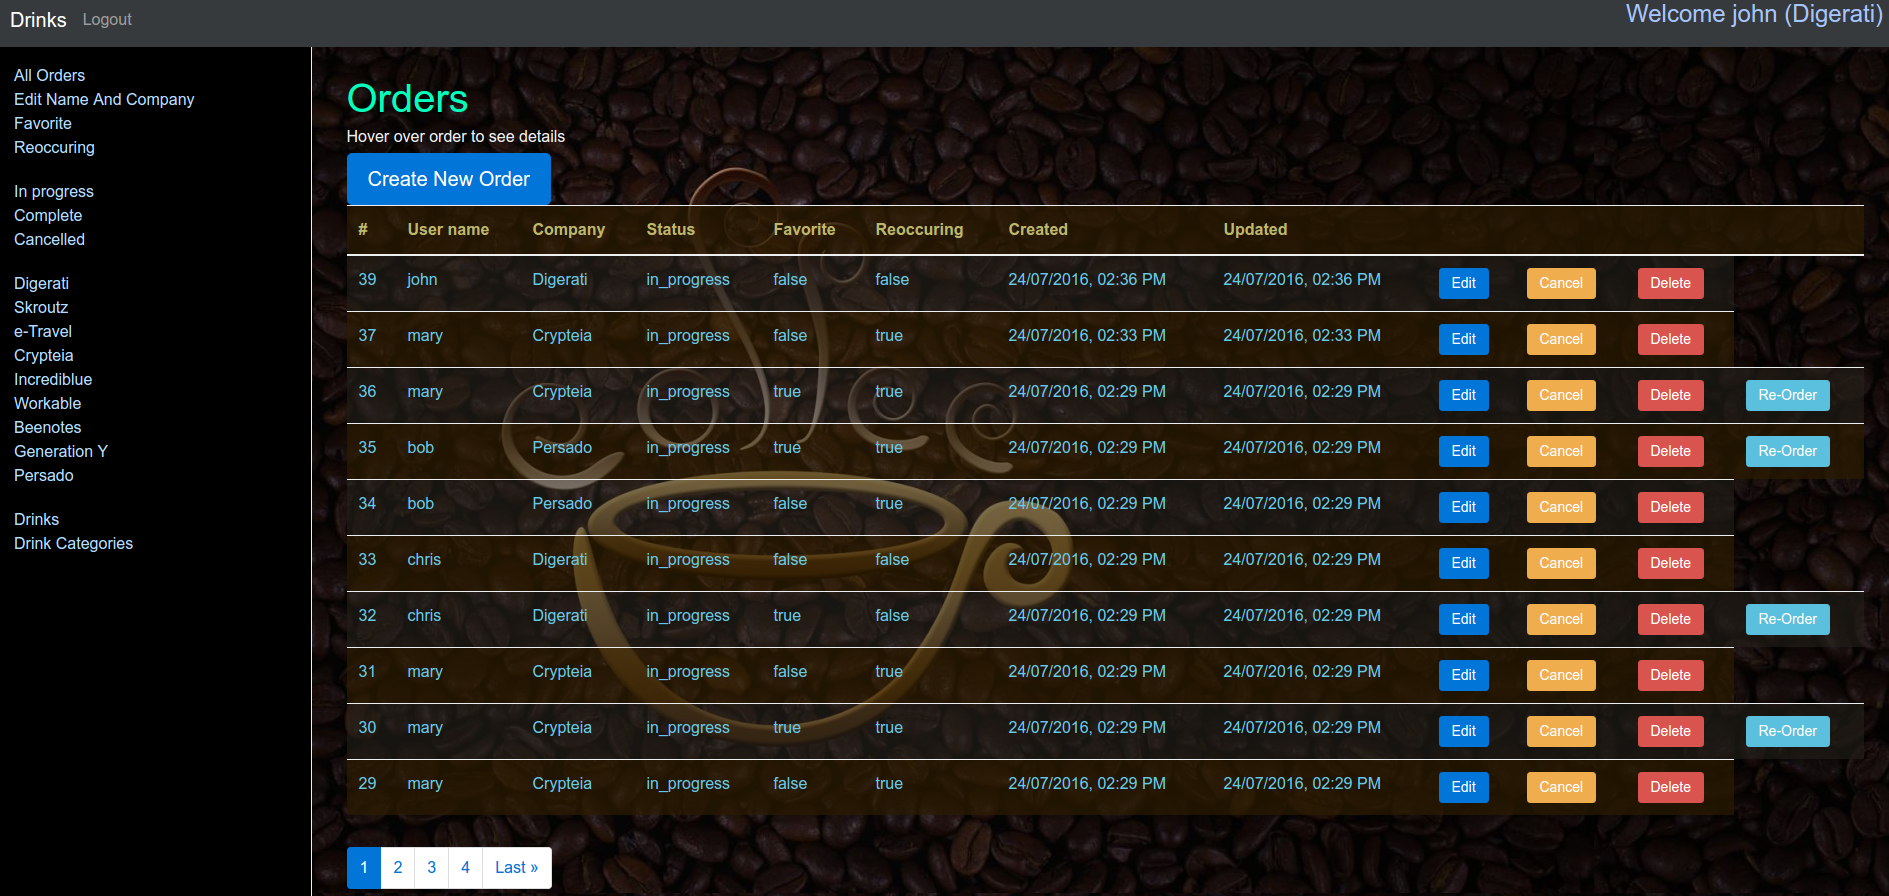 Drinks Logout Welcome john (Digerati)
All Orders
Edit Name And Company
Favorite
Reoccuring
In progress
Complete
Cancelled
Digerati
Skroutz
e-Travel
Crypteia
Incrediblue
Workable
Beenotes
Generation Y
Persado
Drinks
Drink Categories
Orders
Hover over order to see details
Create New Order
# User name Company Status Favorite Reoccuring Created Updated
39 john Digerati in_progress false false 24/07/2016, 02:36 PM 24/07/2016, 02:36 PM Edit Cancel Delete
37 mary Crypteia in_progress false true 24/07/2016, 02:33 PM 24/07/2016, 02:33 PM Edit Cancel Delete
36 mary Crypteia in_progress true true 24/07/2016, 02:29 PM 24/07/2016, 02:29 PM Edit Cancel Delete Re-Order
35 bob Persado in_progress true true 24/07/2016, 02:29 PM 24/07/2016, 02:29 PM Edit Cancel Delete Re-Order
34 bob Persado in_progress false true 24/07/2016, 02:29 PM 24/07/2016, 02:29 PM Edit Cancel Delete
33 chris Digerati in_progress false false 24/07/2016, 02:29 PM 24/07/2016, 02:29 PM Edit Cancel Delete
32 chris Digerati in_progress true false 24/07/2016, 02:29 PM 24/07/2016, 02:29 PM Edit Cancel Delete Re-Order
31 mary Crypteia in_progress false true 24/07/2016, 02:29 PM 24/07/2016, 02:29 PM Edit Cancel Delete
30 mary Crypteia in_progress true true 24/07/2016, 02:29 PM 24/07/2016, 02:29 PM Edit Cancel Delete Re-Order
29 mary Crypteia in_progress false true 24/07/2016, 02:29 PM 24/07/2016, 02:29 PM Edit Cancel Delete
Coffee
1 2 3 4 Last »